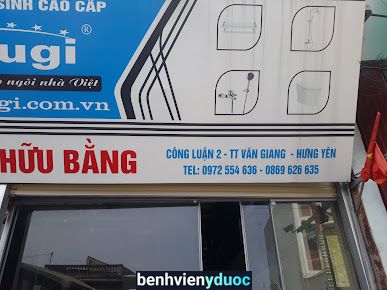 SINH CAO CẤP
ugi
ngôi nhà Việt
gi.com.vn
HỮU BẰNG
CÔNG LUẬN 2 - TT VĂN GIANG - HƯNG YÊN
TEL: 0972 554 636 - 0869 626 635
benhvienyduoc